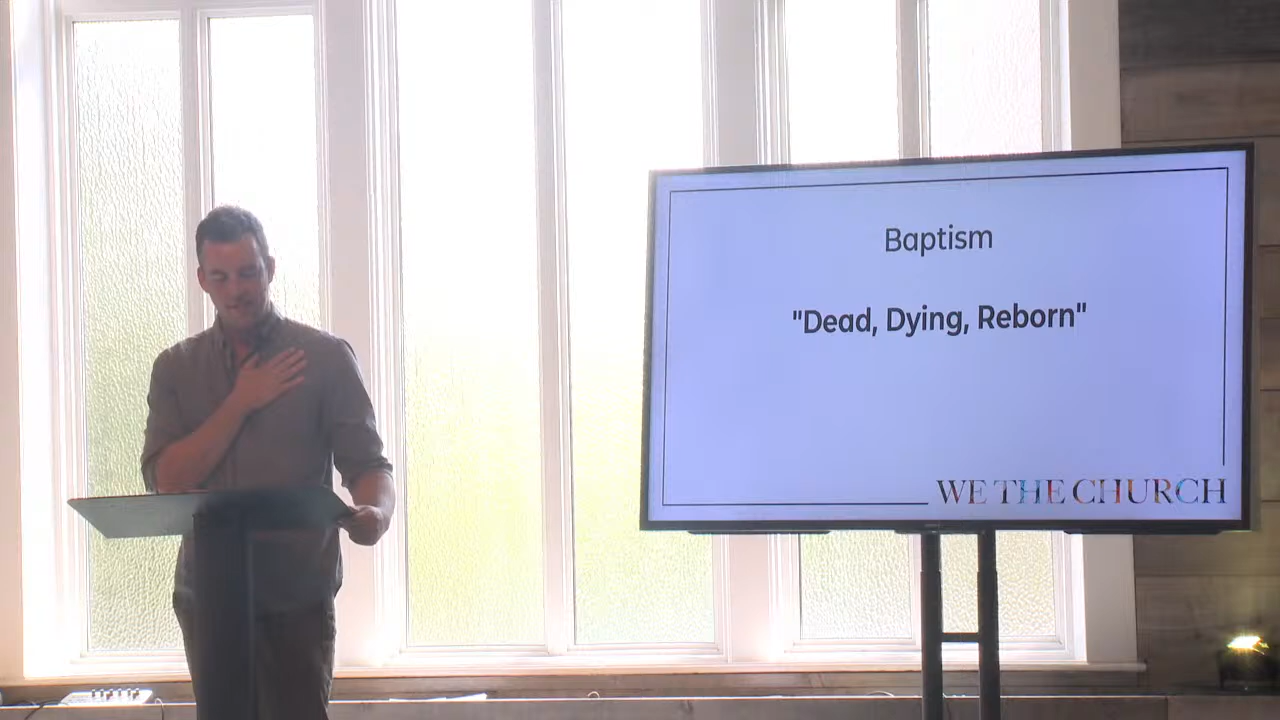 Baptism
"Dead, Dying, Reborn"
WE THE CHURCH